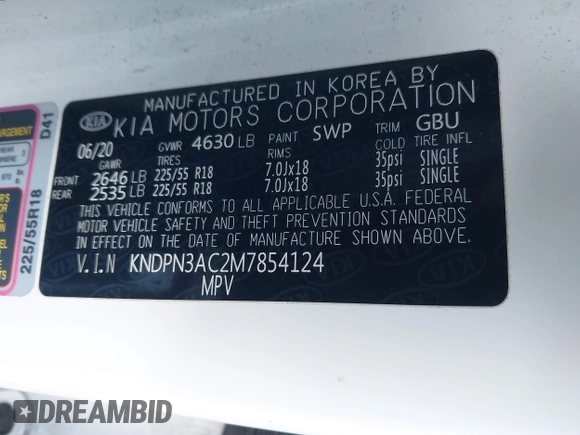 MANUFACTURED IN KOREA BY
KIA KIA MOTORS CORPORATION
06/20 GVWR 4630 LB PAINT SWP TRIM GBU
GAWR TIRES RIMS COLD TIRE INFL
FRONT 2646 LB 225/55 R18 7.0Jx18 35psi SINGLE
REAR 2535 LB 225/55 R18 7.0Jx18 35psi SINGLE
THIS VEHICLE CONFORMS TO ALL APPLICABLE U.S.A. FEDERAL
MOTOR VEHICLE SAFETY AND THEFT PREVENTION STANDARDS
IN EFFECT ON THE DATE OF MANUFACTURE SHOWN ABOVE.
V.I.N KNDPN3AC2M7854124
MPV
D41
225/55R18
DREAMBID